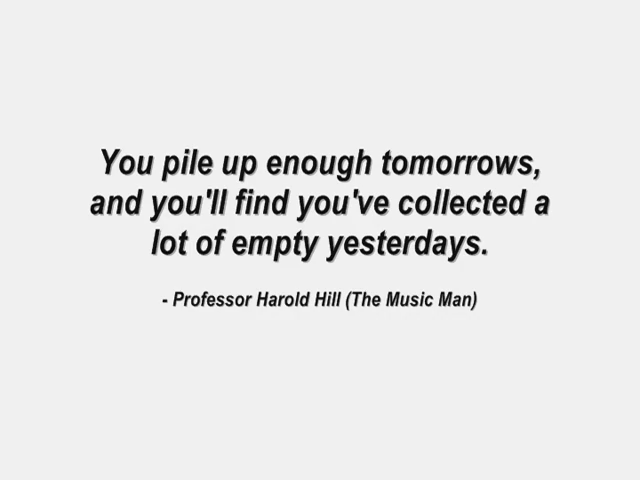 You pile up enough tomorrows,
and you'll find you've collected a
lot of empty yesterdays.
- Professor Harold Hill (The Music Man)